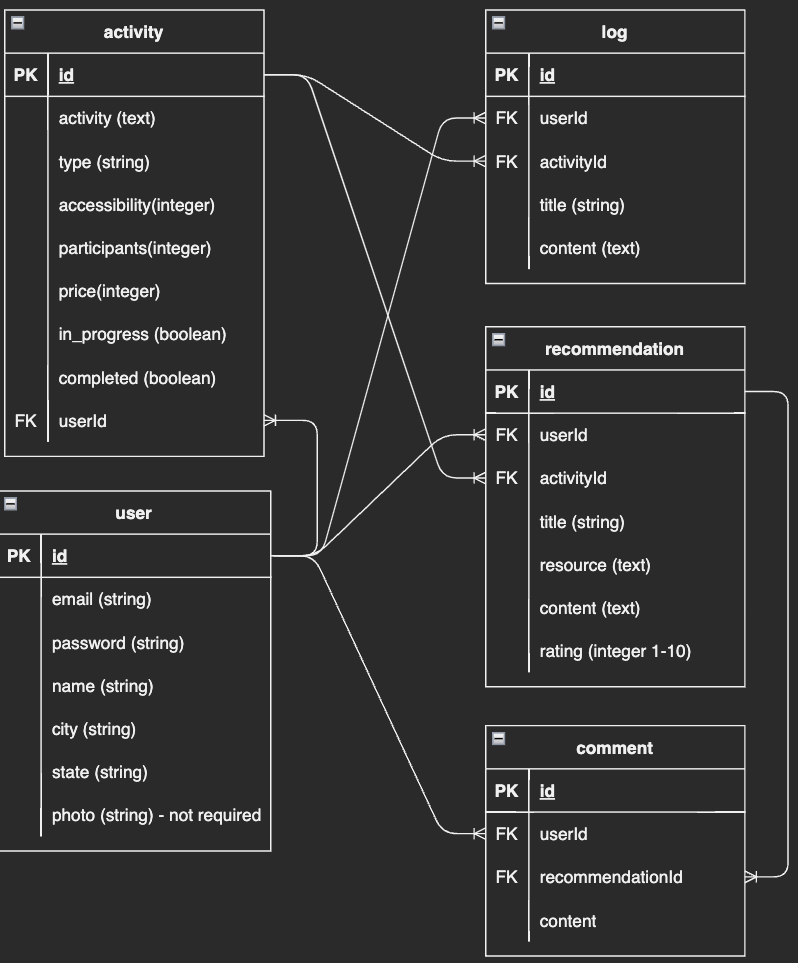 activity
PK id
activity (text)
type (string)
accessibility(integer)
participants(integer)
price(integer)
in_progress (boolean)
completed (boolean)
FK userId
user
PK id
email (string)
password (string)
name (string)
city (string)
state (string)
photo (string) - not required
log
PK id
FK userId
FK activityId
title (string)
content (text)
recommendation
PK id
FK userId
FK activityId
title (string)
resource (text)
content (text)
rating (integer 1-10)
comment
PK id
FK userId
FK recommendationId
content